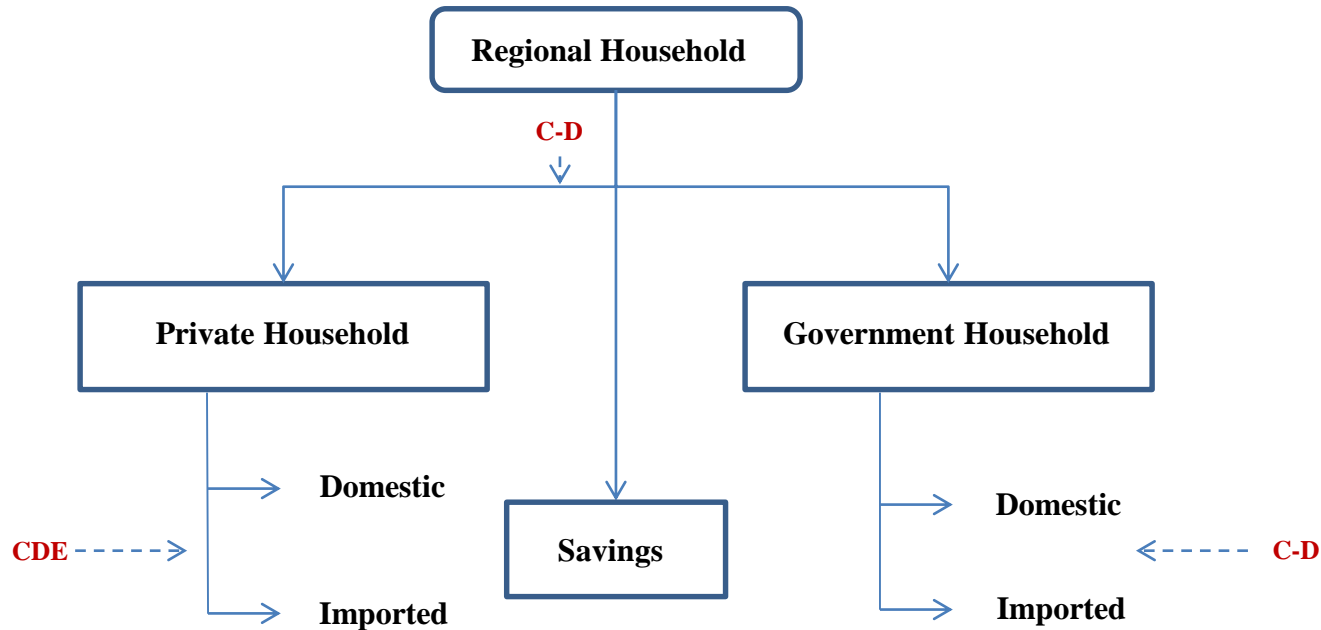 Regional Household
C-D
Private Household
Government Household
Domestic
Domestic
CDE
Savings
C-D
Imported
Imported